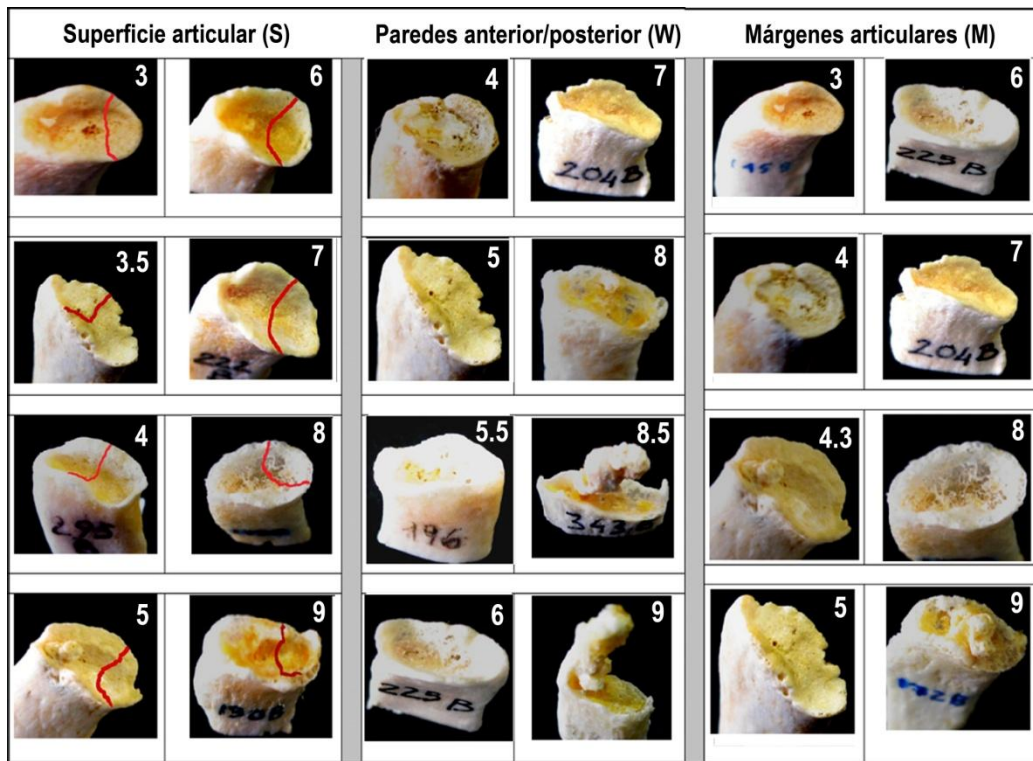 Superficie articular (S) Paredes anterior/posterior (W) Márgenes articulares (M)
3 6 4 7 3 6
204B 225 B
3.5 7 5 8 4 7
204B
4 8 5.5 8.5 4.3 8
295 196 343
5 9 6 9 5 9
225 B